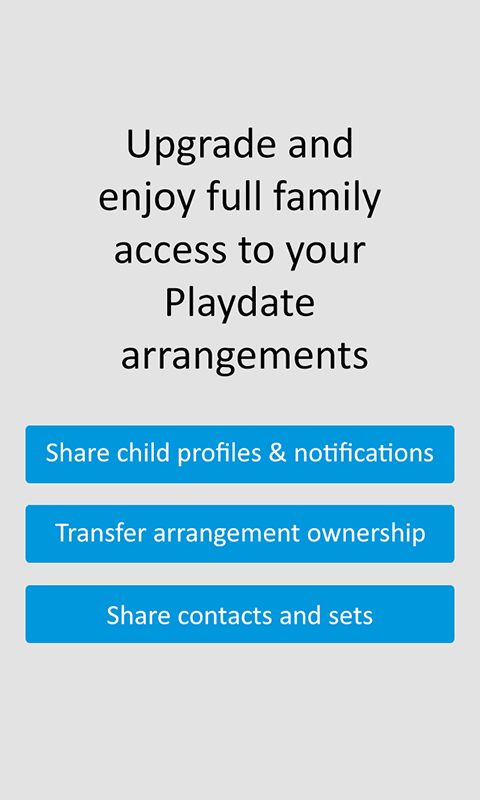 Upgrade and
enjoy full family
access to your
Playdate
arrangements
Share child profiles & notifications
Transfer arrangement ownership
Share contacts and sets